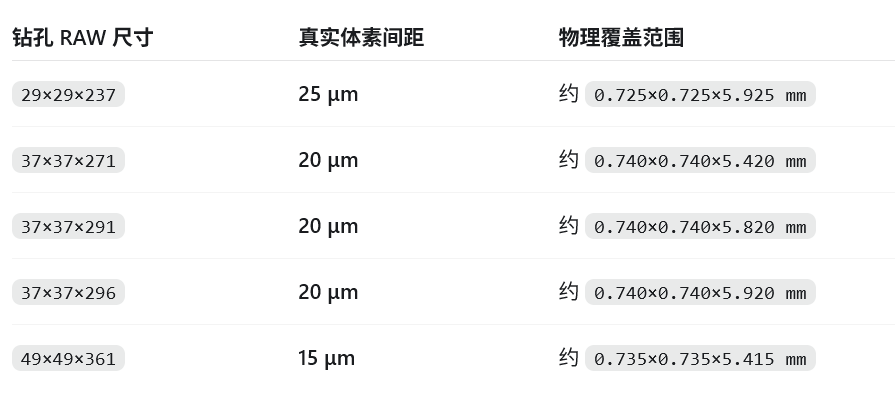 钻孔 RAW 尺寸 真实体素间距 物理覆盖范围
29×29×237 25 μm 约 0.725×0.725×5.925 mm
37×37×271 20 μm 约 0.740×0.740×5.420 mm
37×37×291 20 μm 约 0.740×0.740×5.820 mm
37×37×296 20 μm 约 0.740×0.740×5.920 mm
49×49×361 15 μm 约 0.735×0.735×5.415 mm